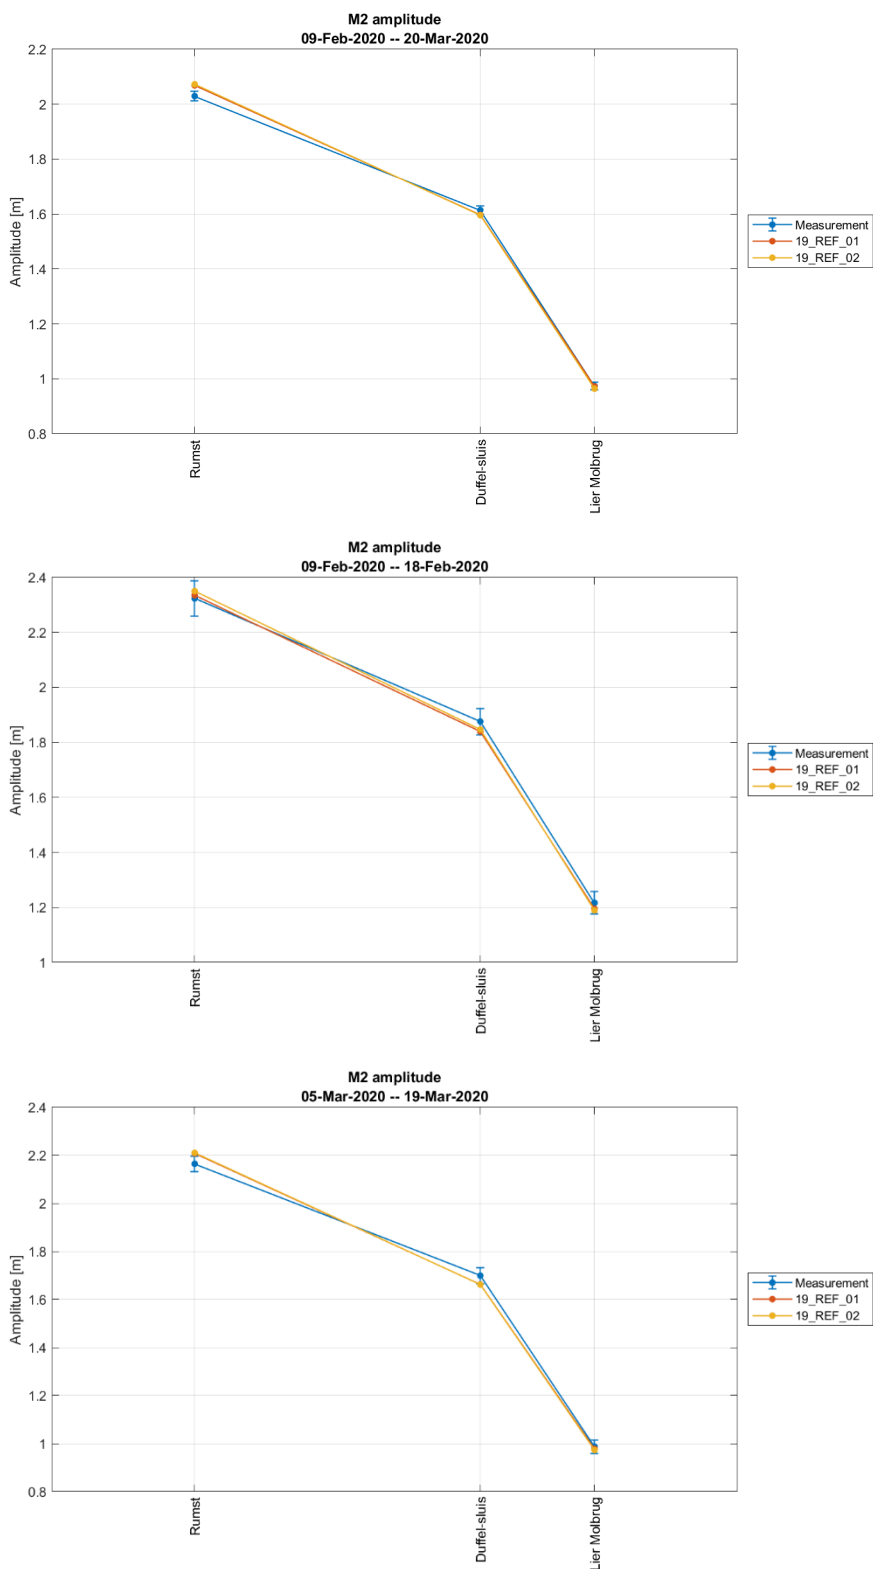 M2 amplitude
09-Feb-2020 -- 20-Mar-2020
2.2
2
1.8
1.6
1.4
1.2
1
0.8
Amplitude [m]
Rumst
Duffel-sluis
Lier Molbrug
Measurement
19_REF_01
19_REF_02
M2 amplitude
09-Feb-2020 -- 18-Feb-2020
2.4
2.2
2
1.8
1.6
1.4
1.2
1
Amplitude [m]
Rumst
Duffel-sluis
Lier Molbrug
Measurement
19_REF_01
19_REF_02
M2 amplitude
05-Mar-2020 -- 19-Mar-2020
2.4
2.2
2
1.8
1.6
1.4
1.2
1
0.8
Amplitude [m]
Rumst
Duffel-sluis
Lier Molbrug
Measurement
19_REF_01
19_REF_02